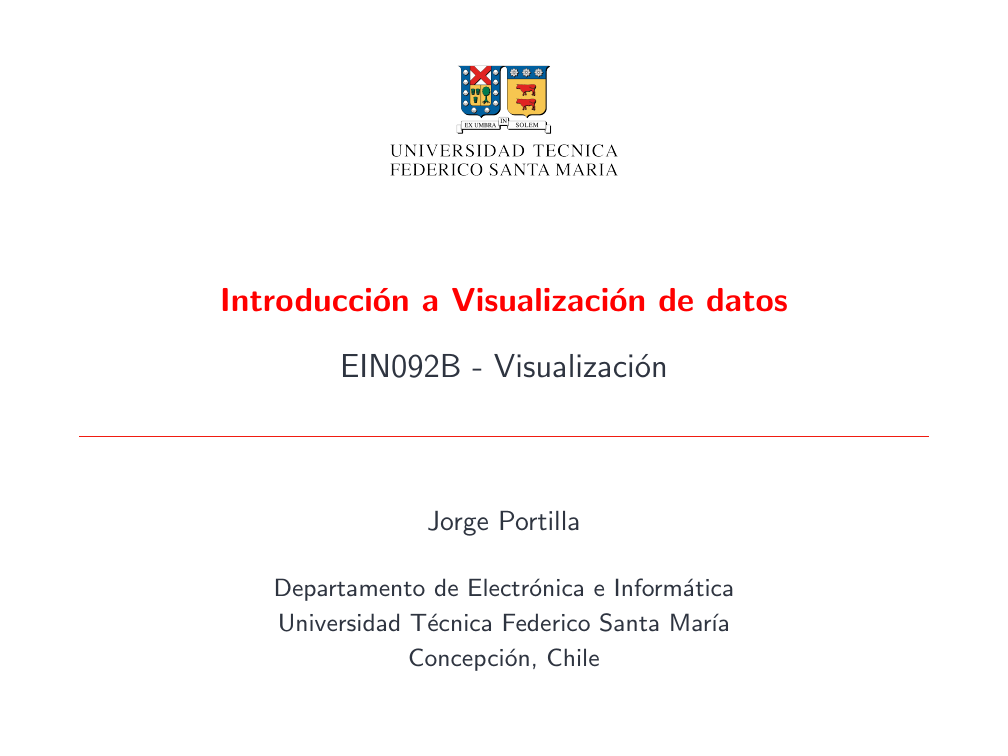 EX UMBRA IN SOLEM
UNIVERSIDAD TECNICA
FEDERICO SANTA MARIA
Introducción a Visualización de datos
EIN092B - Visualización
Jorge Portilla
Departamento de Electrónica e Informática
Universidad Técnica Federico Santa María
Concepción, Chile